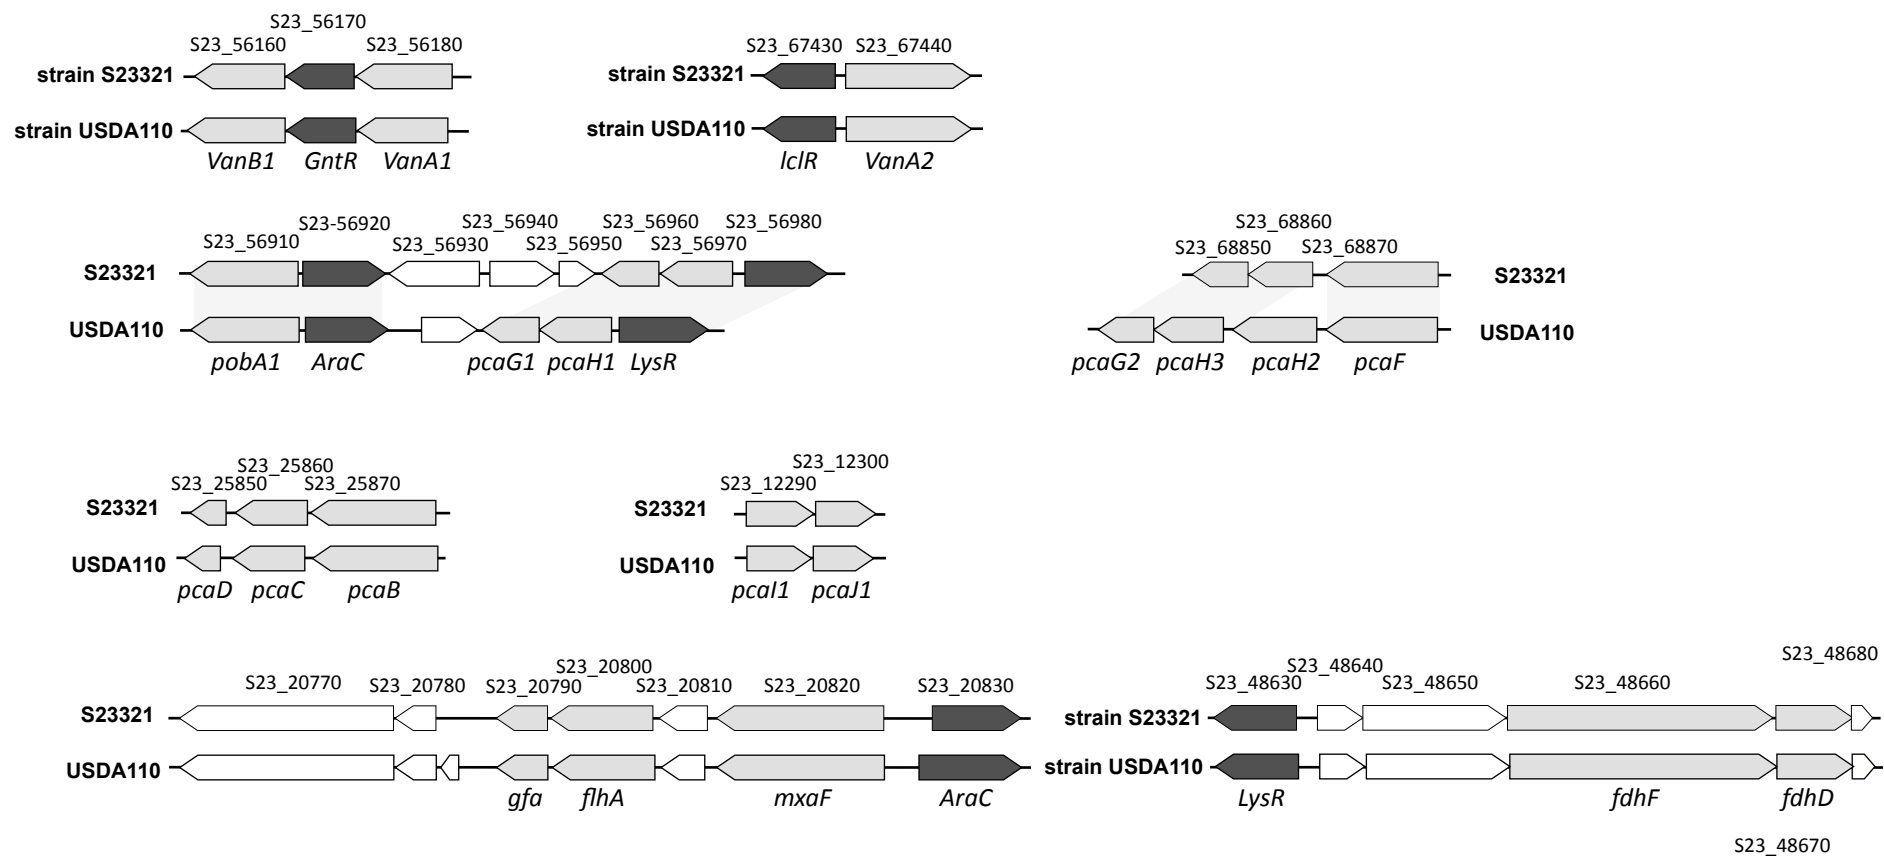 S23_56170
S23_56160 S23_56180
strain S23321
strain USDA110
VanB1 GntR VanA1
S23_67430 S23_67440
strain S23321
strain USDA110
IclR VanA2
S23-56920 S23_56940 S23_56960 S23_56980
S23_56910 S23_56930 S23_56950 S23_56970
S23321
USDA110
pobA1 AraC pcaG1 pcaH1 LysR
S23_68860
S23_68850 S23_68870
S23321
USDA110
pcaG2 pcaH3 pcaH2 pcaF
S23_25860
S23_25850 S23_25870
S23321
USDA110
pcaD pcaC pcaB
S23_12300
S23_12290
S23321
USDA110
pcaI1 pcaJ1
S23_20800
S23_20770 S23_20780 S23_20790 S23_20810 S23_20820 S23_20830
S23321
USDA110
gfa flhA mxaF AraC
S23_48680
S23_48640
S23_48630 S23_48650 S23_48660
strain S23321
strain USDA110
LysR fdhF fdhD
S23_48670